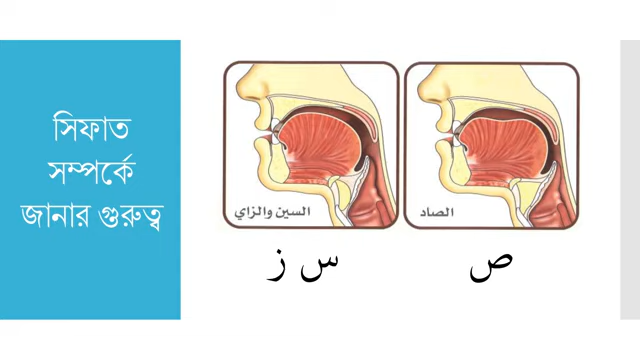 সিফাত
সম্পর্কে
জানার গুরুত্ব
السين والزاي
الصاد
س ز
ص